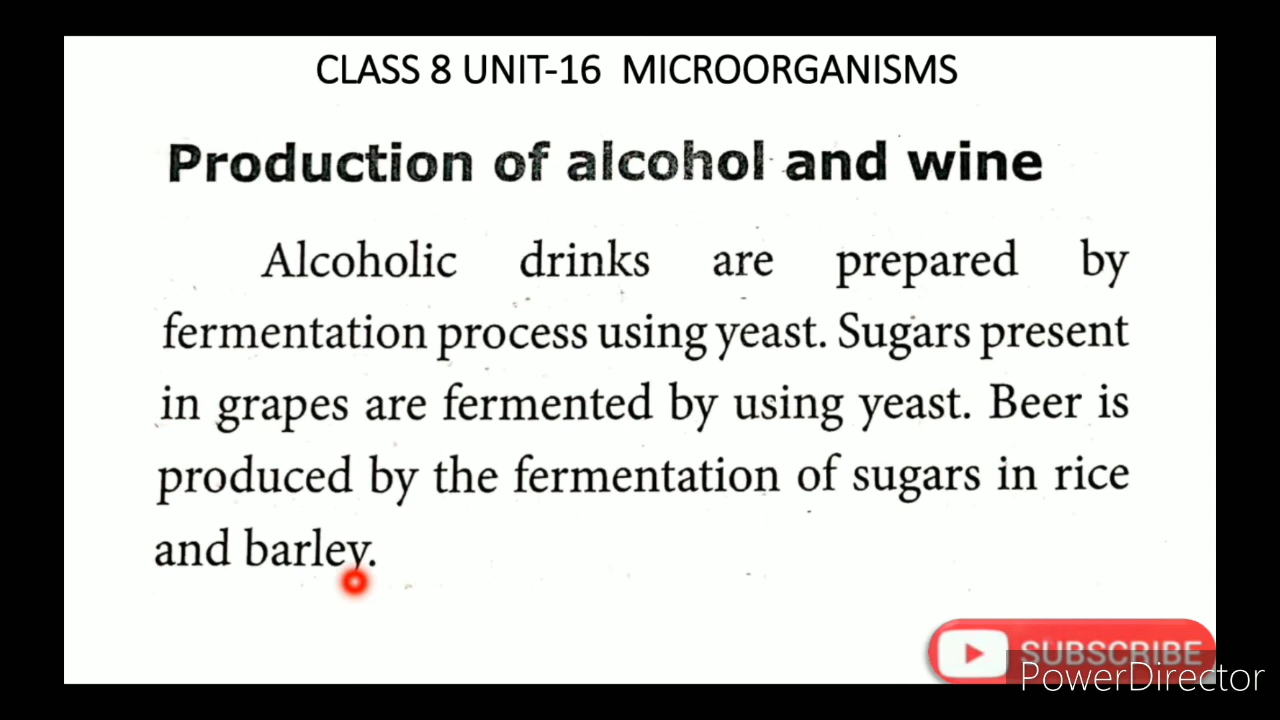 CLASS 8 UNIT-16 MICROORGANISMS
Production of alcohol and wine
Alcoholic drinks are prepared by
fermentation process using yeast. Sugars present
in grapes are fermented by using yeast. Beer is
produced by the fermentation of sugars in rice
and barley.
SUBSCRIBE
PowerDirector